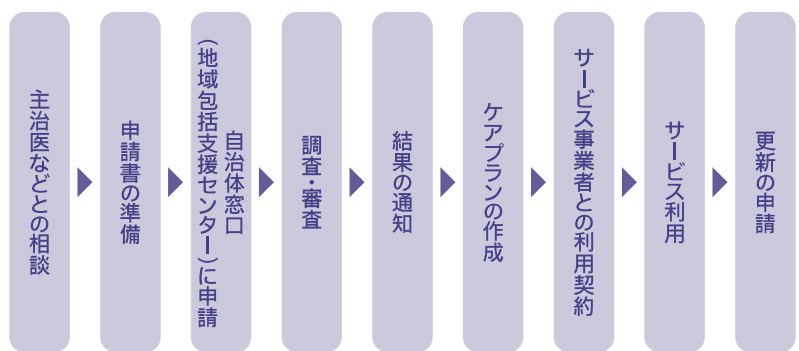 主治医などとの相談
申請書の準備
自治体窓口
（地域包括支援センター）に申請
調査・審査
結果の通知
ケアプランの作成
サービス事業者との利用契約
サービス利用
更新の申請